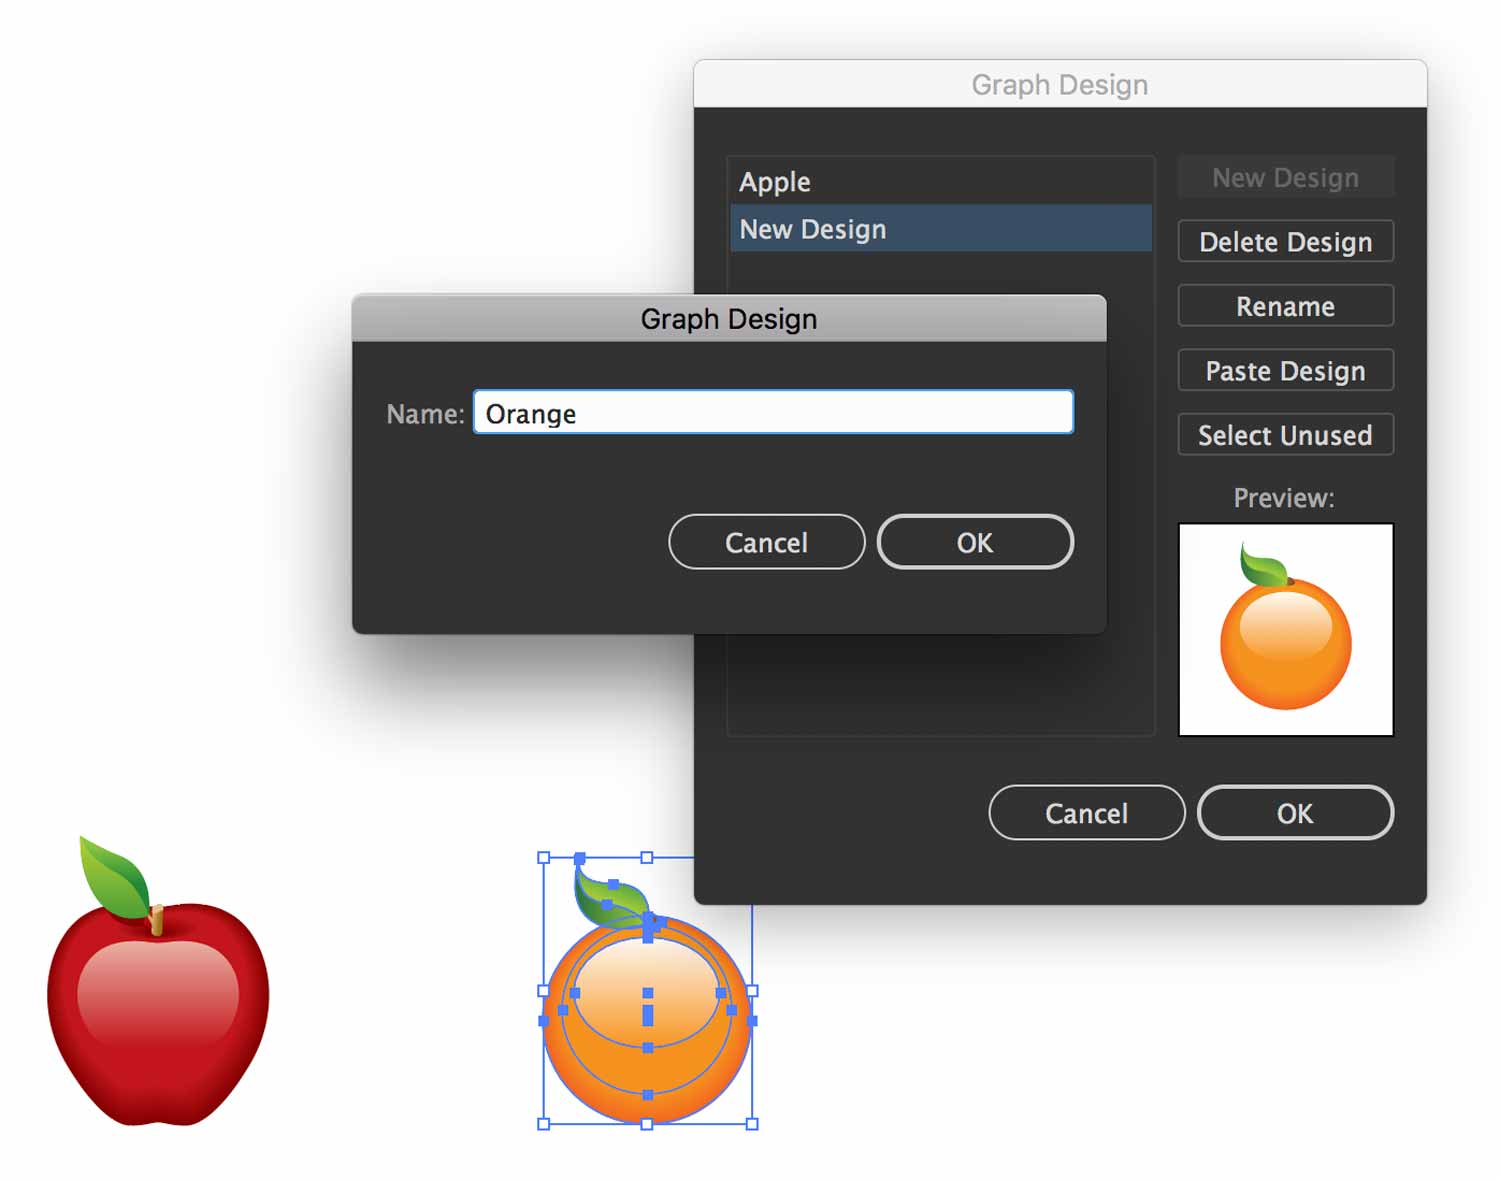 Graph Design
Apple
New Design
New Design
Delete Design
Rename
Paste Design
Select Unused
Preview:
Cancel
OK
Graph Design
Name:
Orange
Cancel
OK